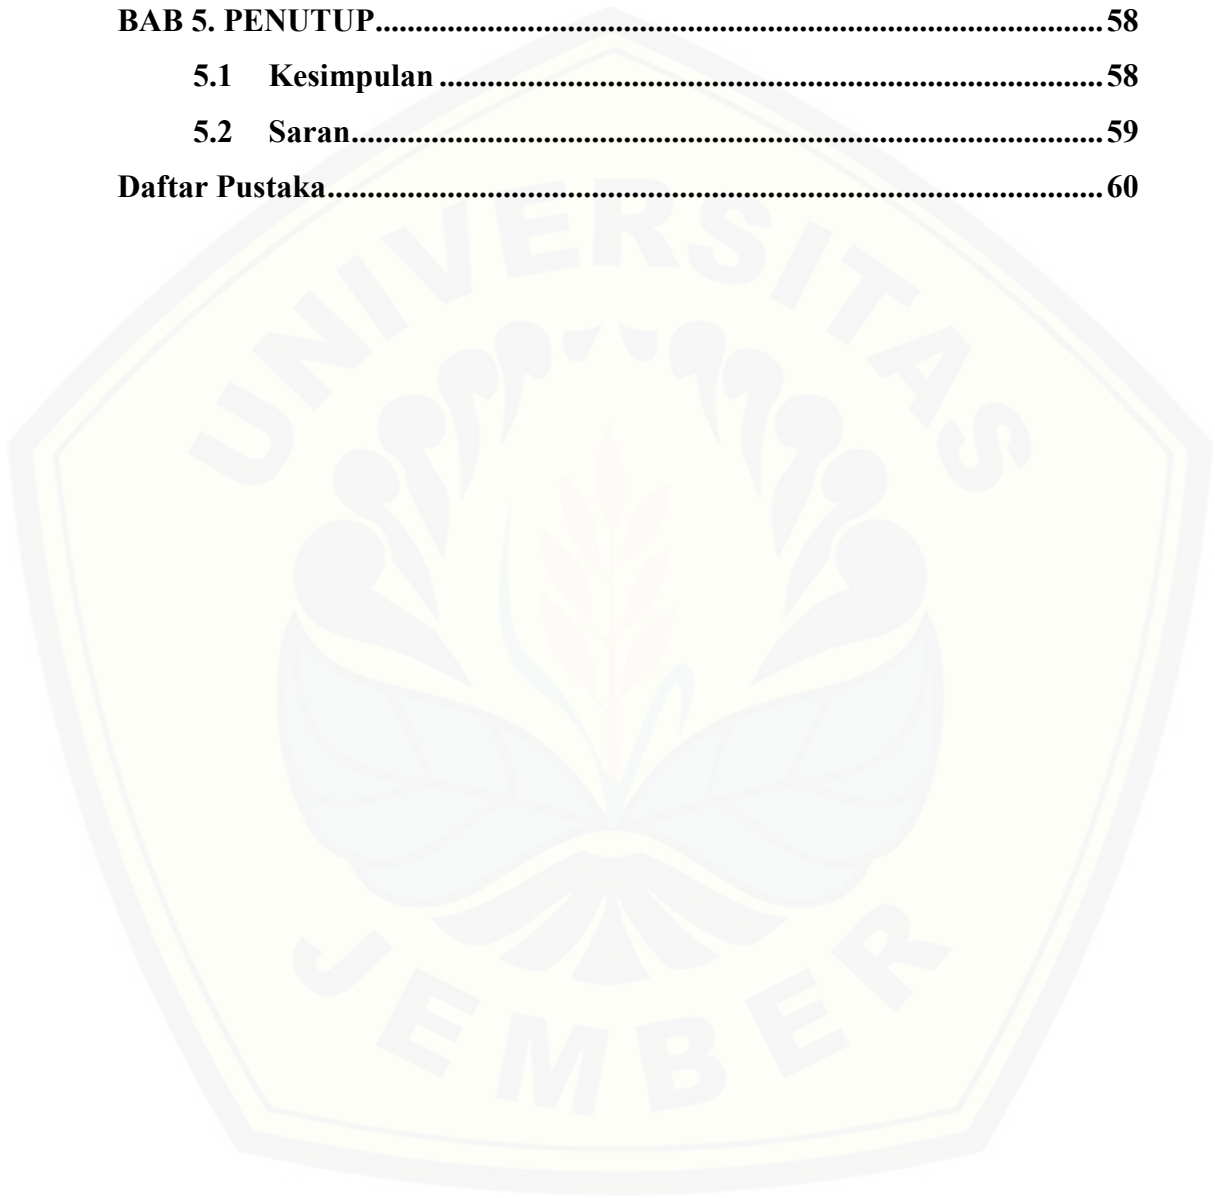 BAB 5. PENUTUP.......................................................................................... 58
5.1 Kesimpulan .................................................................................. 58
5.2 Saran............................................................................................. 59
Daftar Pustaka................................................................................................ 60
UNIVERSITAS
JEMBER